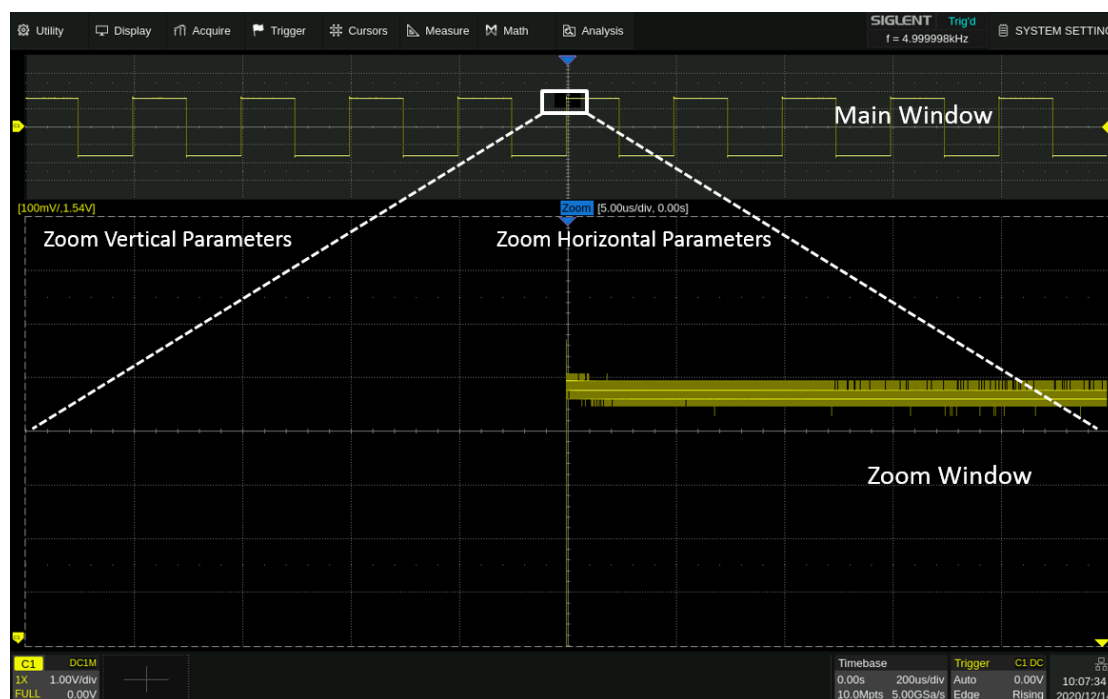 Utility Display Acquire Trigger Cursors Measure Math Analysis
SIGLENT Trig'd
f = 4.999998kHz
SYSTEM SETTING
Main Window
[100mV/,1.54V]
Zoom [5.00us/div, 0.00s]
Zoom Vertical Parameters
Zoom Horizontal Parameters
Zoom Window
C1 DC1M
1X 1.00V/div
FULL 0.00V
Timebase
0.00s 200us/div
10.0Mpts 5.00GSa/s
Trigger C1 DC
Auto 0.00V
Edge Rising
10:07:34